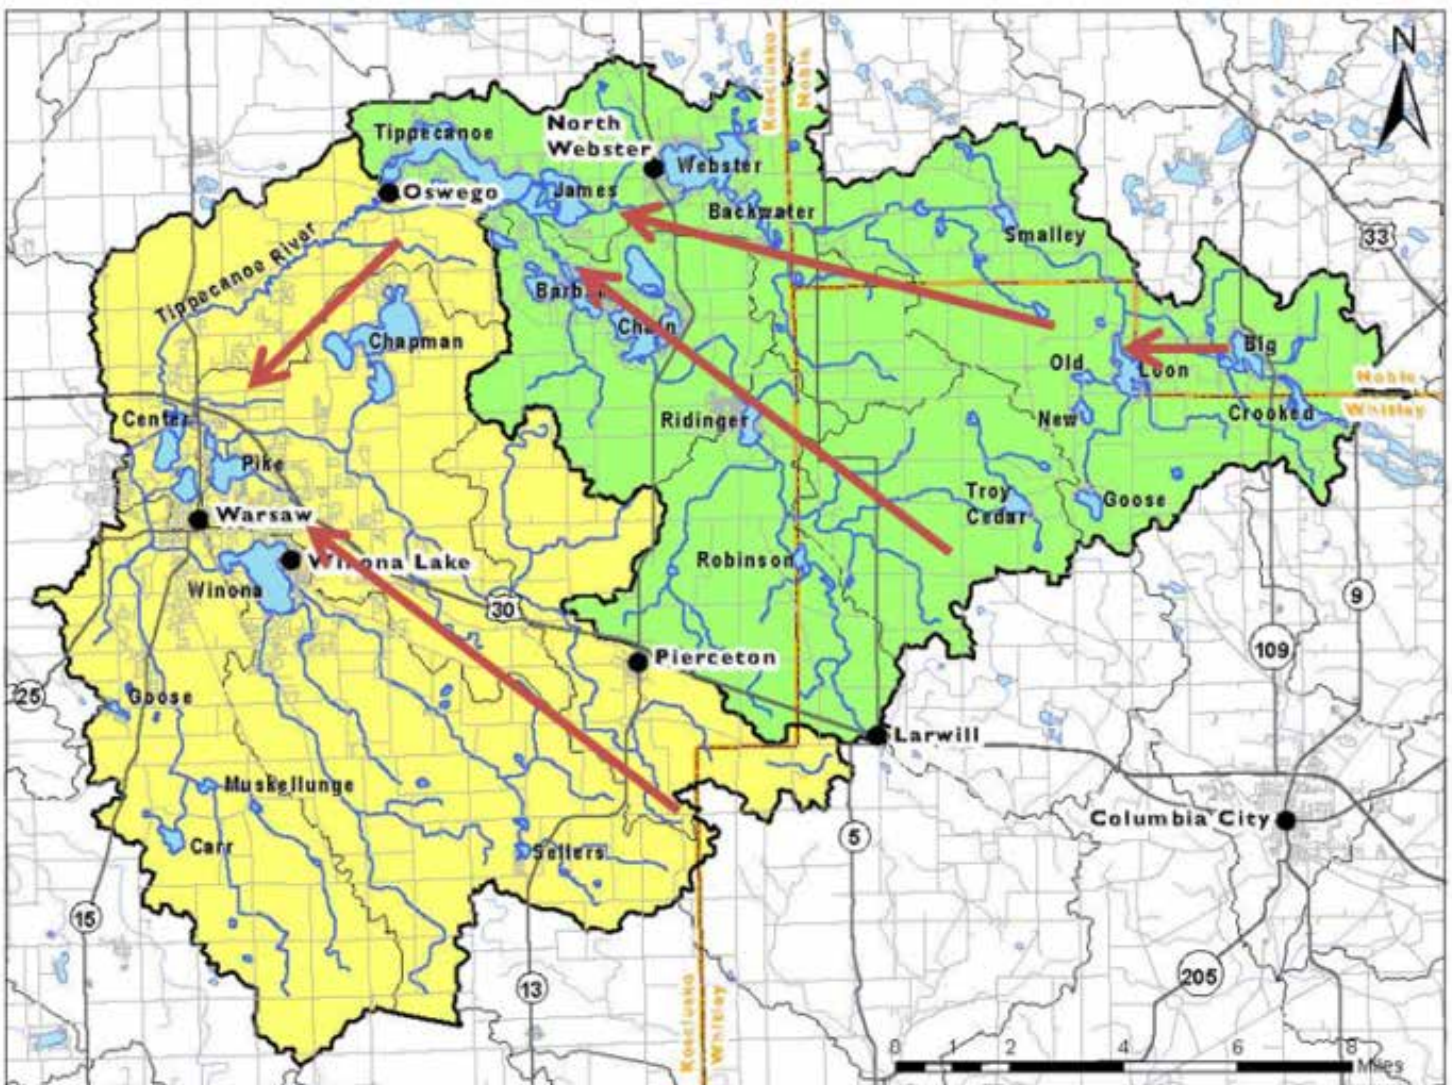 N
Kosciusko
Noble
Tippecanoe
North
Webster
Webster
Oswego
James
Backwater
Smalley
33
Tippecanoe River
Chapman
Chain
Old
Loon
Big
Noble
Whitley
Center
Ridinger
New
Crooked
Pike
Troy
Cedar
Goose
Warsaw
Winona Lake
Robinson
Winona
30
9
Pierceton
109
25
Goose
Larwill
Muskellunge
Columbia City
5
Carr
Sellers
15
13
205
Kosciusko
Whitley
0 1 2 4 6 8
Miles